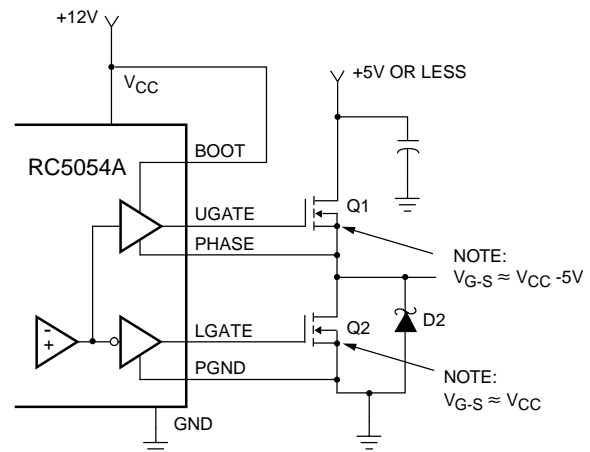 +12V
+5V OR LESS
VCC
BOOT
RC5054A
UGATE
Q1
PHASE
NOTE:
VG-S ≈ VCC -5V
-
+
LGATE
Q2
D2
PGND
NOTE:
VG-S ≈ VCC
GND